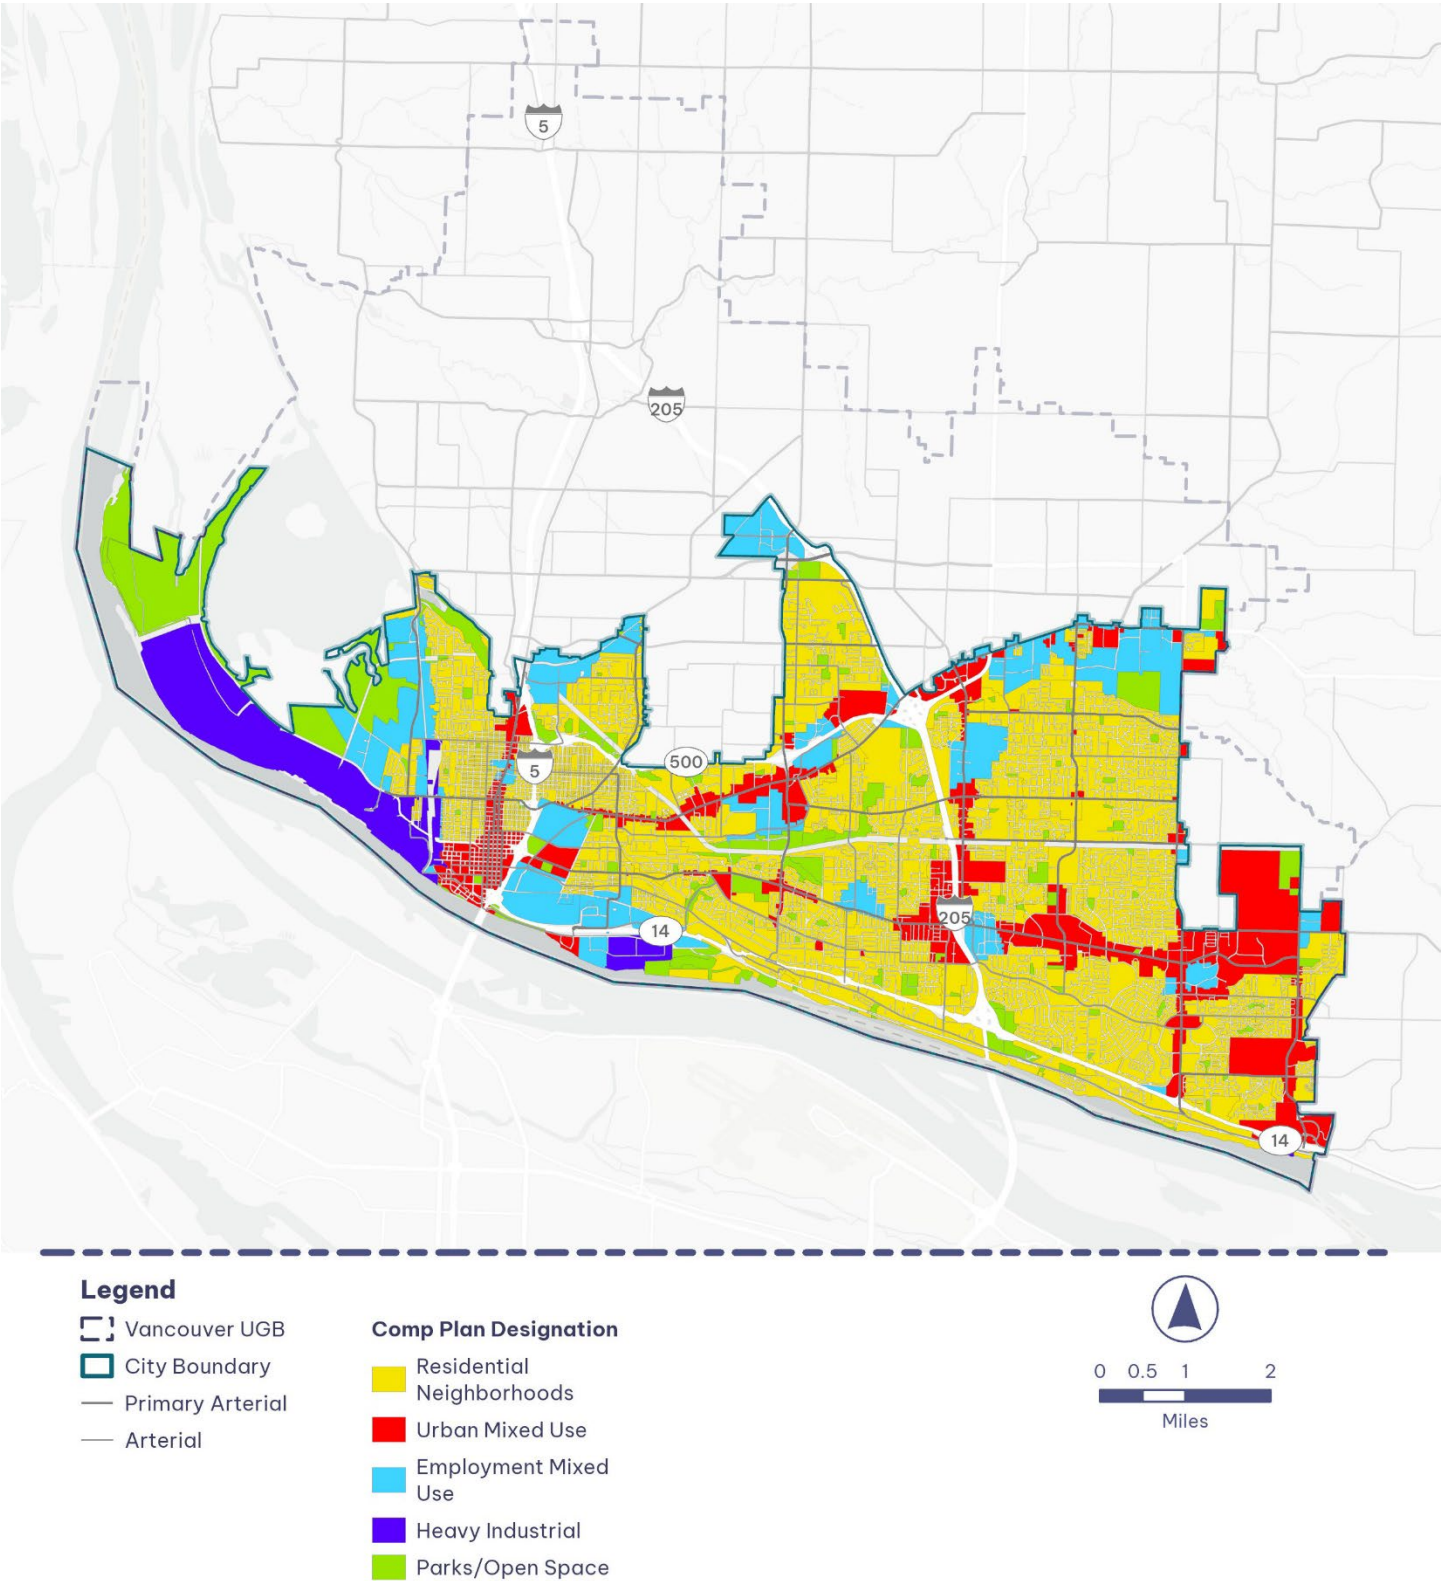 5
205
500
5
205
14
14
Legend
Vancouver UGB
City Boundary
Primary Arterial
Arterial
Comp Plan Designation
Residential
Neighborhoods
Urban Mixed Use
Employment Mixed
Use
Heavy Industrial
Parks/Open Space
0 0.5 1 2
Miles